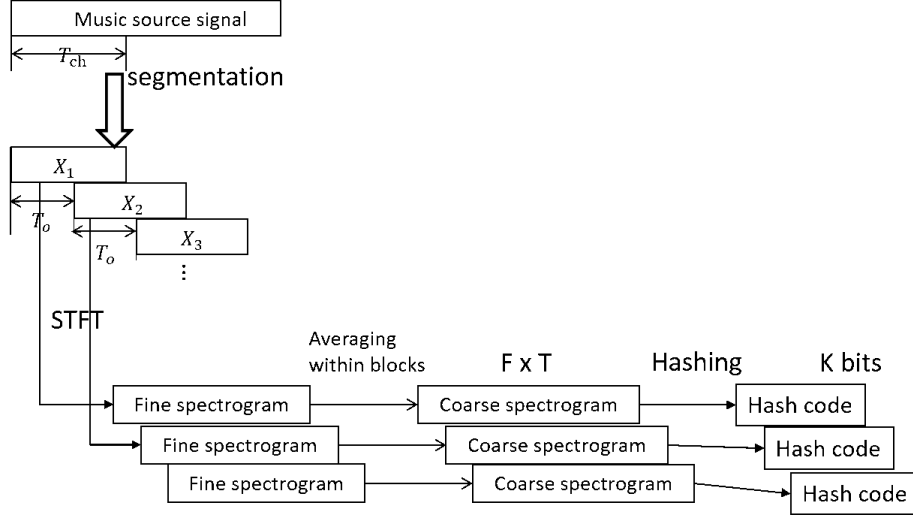 Music source signal
T_ch
segmentation
X_1
T_o
X_2
T_o
X_3
⋮
STFT
Averaging
within blocks
F x T
Hashing
K bits
Fine spectrogram
Coarse spectrogram
Hash code
Fine spectrogram
Coarse spectrogram
Hash code
Fine spectrogram
Coarse spectrogram
Hash code